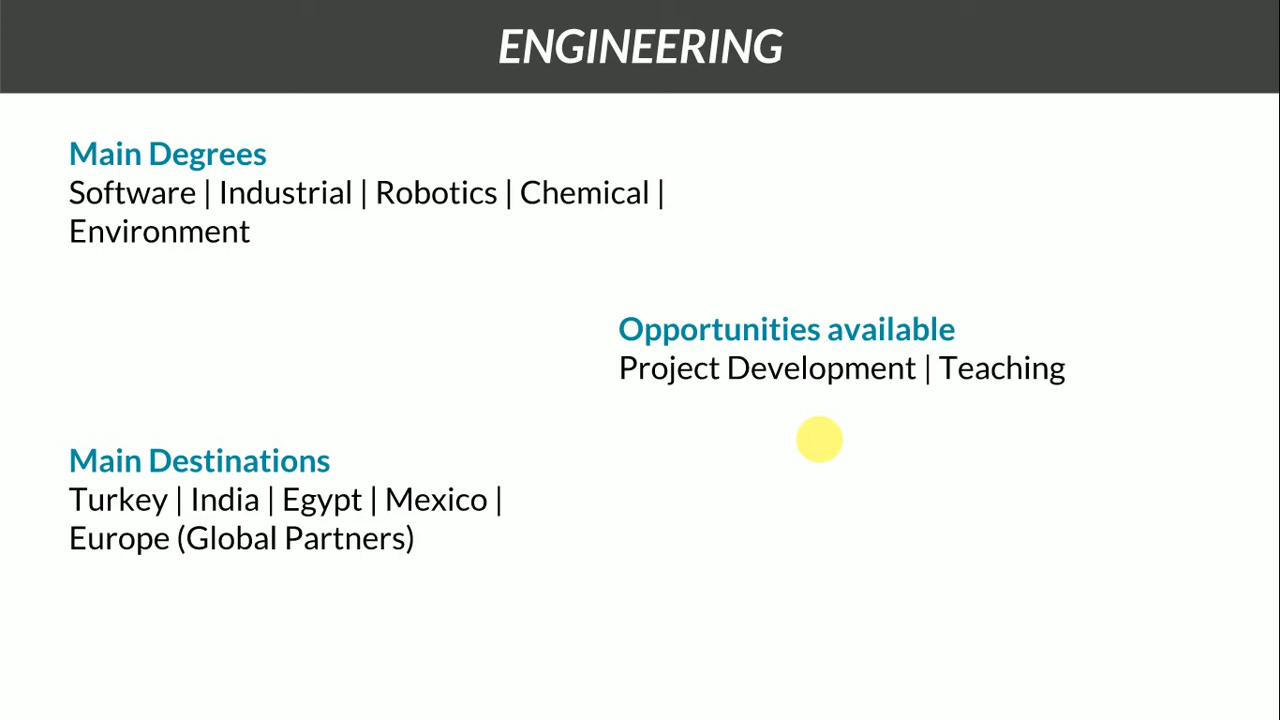 ENGINEERING
Main Degrees
Software | Industrial | Robotics | Chemical |
Environment
Opportunities available
Project Development | Teaching
Main Destinations
Turkey | India | Egypt | Mexico |
Europe (Global Partners)